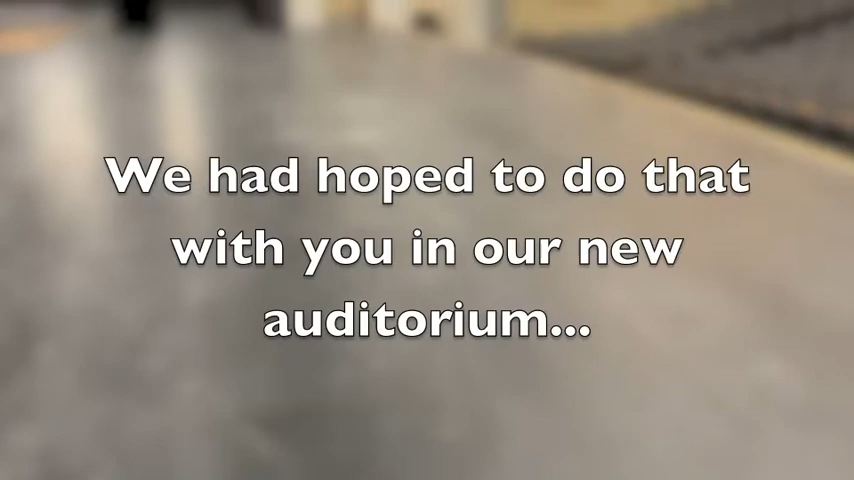 We had hoped to do that
with you in our new
auditorium...